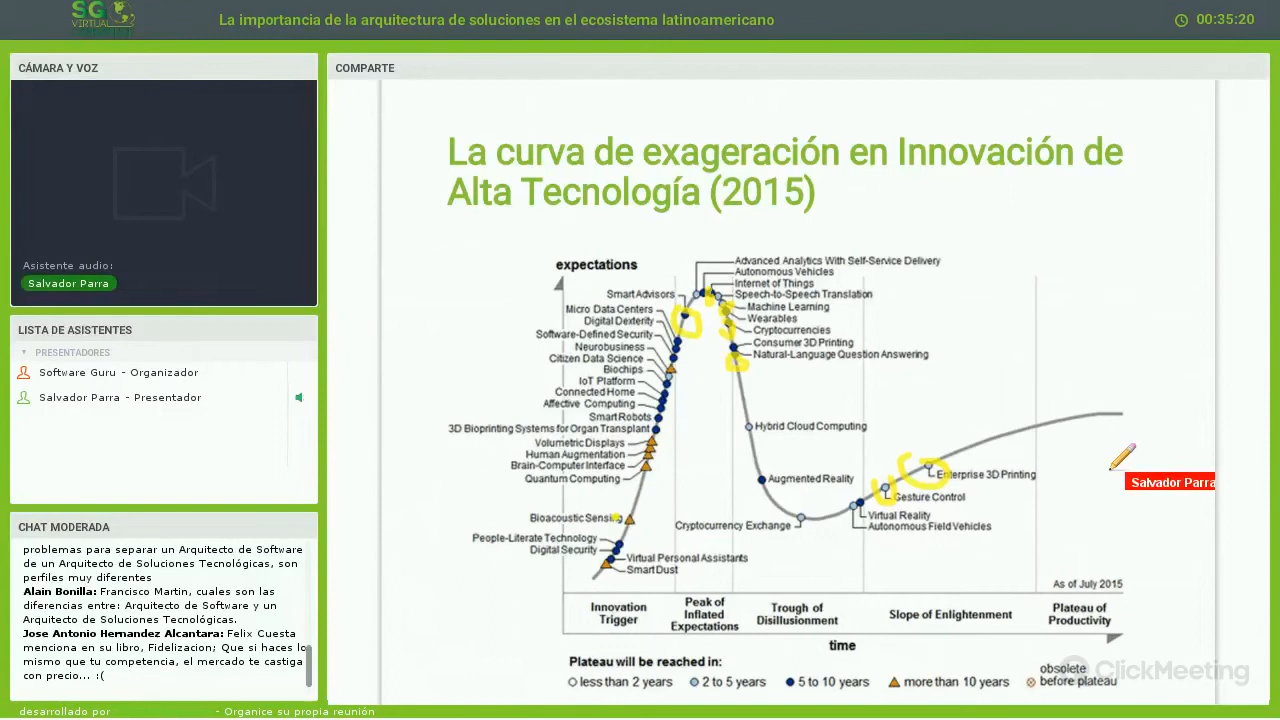 SG
VIRTUAL
La importancia de la arquitectura de soluciones en el ecosistema latinoamericano
00:35:20
CÁMARA Y VOZ
Asistente audio:
Salvador Parra
LISTA DE ASISTENTES
PRESENTADORES
Software Guru - Organizador
Salvador Parra - Presentador
CHAT MODERADA
problemas para separar un Arquitecto de Software
de un Arquitecto de Soluciones Tecnológicas, son
perfiles muy diferentes
Alain Bonilla: Francisco Martin, cuales son las
diferencias entre: Arquitecto de Software y un
Arquitecto de Soluciones Tecnológicas.
Jose Antonio Hernandez Alcantara: Felix Cuesta
menciona en su libro, Fidelizacion; Que si haces lo
mismo que tu competencia, el mercado te castiga
con precio... :(
desarrollado por
- Organice su propia reunión
COMPARTE
La curva de exageración en Innovación de
Alta Tecnología (2015)
expectations
Advanced Analytics With Self-Service Delivery
Autonomous Vehicles
Internet of Things
Speech-to-Speech Translation
Machine Learning
Wearables
Cryptocurrencies
Consumer 3D Printing
Natural-Language Question Answering
Smart Advisors
Micro Data Centers
Digital Dexterity
Software-Defined Security
Neurobusiness
Citizen Data Science
Biochips
IoT Platform
Connected Home
Affective Computing
Smart Robots
3D Bioprinting Systems for Organ Transplant
Volumetric Displays
Human Augmentation
Brain-Computer Interface
Quantum Computing
Bioacoustic Sensing
People-Literate Technology
Digital Security
Virtual Personal Assistants
Smart Dust
Hybrid Cloud Computing
Augmented Reality
Cryptocurrency Exchange
Enterprise 3D Printing
Gesture Control
Virtual Reality
Autonomous Field Vehicles
Salvador Parra
As of July 2015
Innovation
Trigger
Peak of
Inflated
Expectations
Trough of
Disillusionment
Slope of Enlightenment
Plateau of
Productivity
time
Plateau will be reached in:
less than 2 years
2 to 5 years
5 to 10 years
more than 10 years
obsolete
before plateau
ClickMeeting